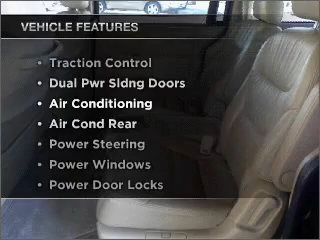 VEHICLE FEATURES
• Traction Control
• Dual Pwr Sldng Doors
• Air Conditioning
• Air Cond Rear
• Power Steering
• Power Windows
• Power Door Locks